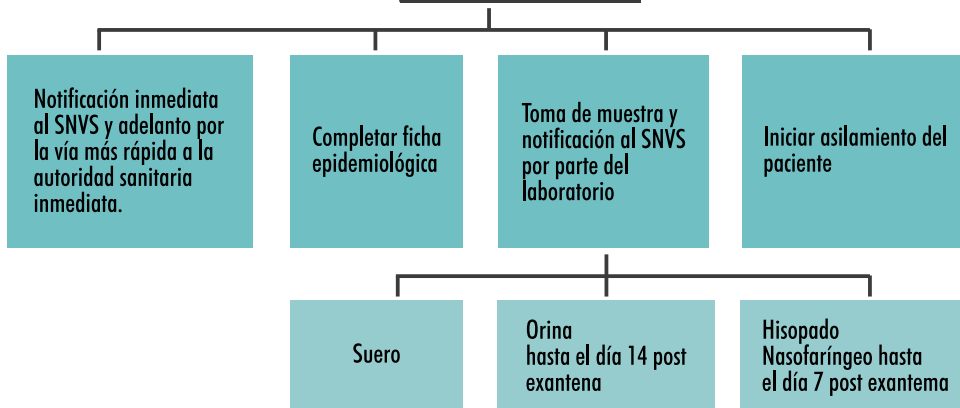 Notificación inmediata
al SNVS y adelanto por
la vía más rápida a la
autoridad sanitaria
inmediata.
Completar ficha
epidemiológica
Toma de muestra y
notificación al SNVS
por parte del
laboratorio
Iniciar asilamiento del
paciente
Suero
Orina
hasta el día 14 post
exantena
Hisopado
Nasofaríngeo hasta
el día 7 post exantema